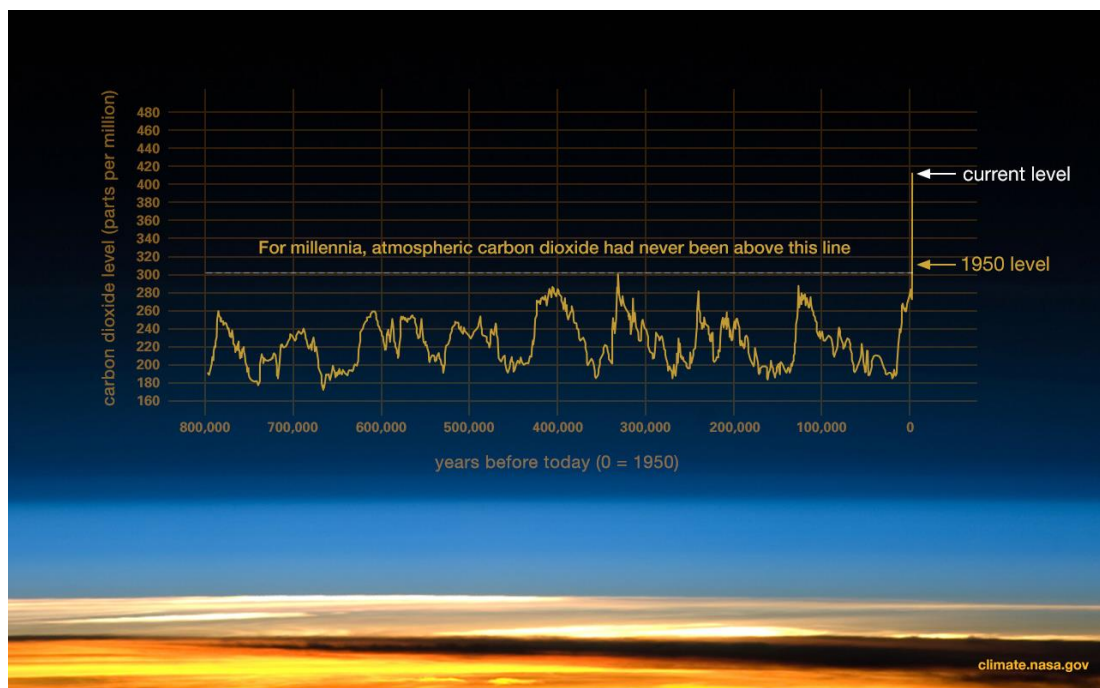 carbon dioxide level (parts per million)
480
460
440
420
400
380
360
340
320
300
280
260
240
220
200
180
160
current level
For millennia, atmospheric carbon dioxide had never been above this line
1950 level
800,000 700,000 600,000 500,000 400,000 300,000 200,000 100,000 0
years before today (0 = 1950)
climate.nasa.gov